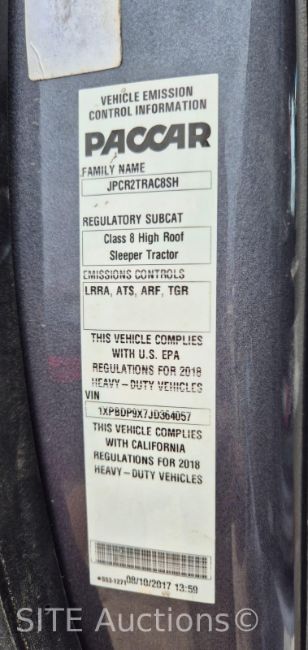 VEHICLE EMISSION
CONTROL INFORMATION
PACCAR
FAMILY NAME
JPCR2TRAC8SH
REGULATORY SUBCAT
Class 8 High Roof
Sleeper Tractor
EMISSIONS CONTROLS
LRRA, ATS, ARF, TGR
THIS VEHICLE COMPLIES
WITH U.S. EPA
REGULATIONS FOR 2018
HEAVY-DUTY VEHICLES
VIN
1XPBDP9X7JD364057
THIS VEHICLE COMPLIES
WITH CALIFORNIA
REGULATIONS FOR 2018
HEAVY-DUTY VEHICLES
08/10/2017 13:59
SITE Auctions©